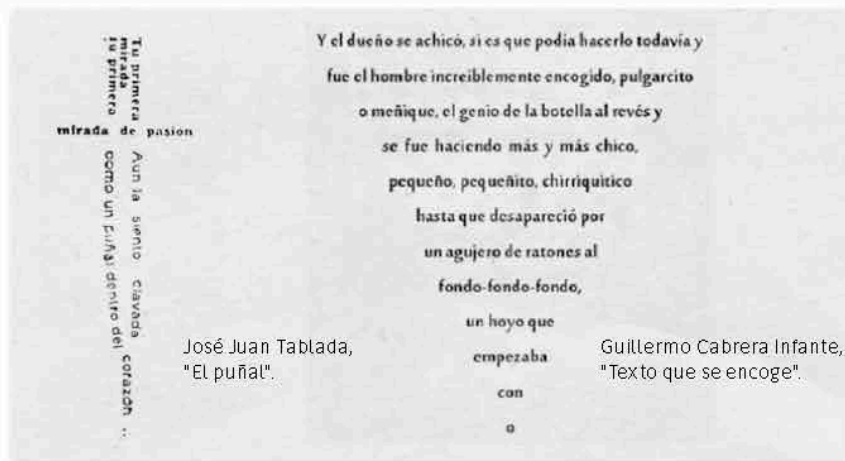 Tu primera
mirada
tu primera
mirada de pasion
Aun la siento clavada
como un puñal dentro del corazon ..
José Juan Tablada,
"El puñal".
Y el dueño se achicó, si es que podía hacerlo todavía y
fue el hombre increíblemente encogido, pulgarcito
o meñique, el genio de la botella al revés y
se fue haciendo más y más chico,
pequeño, pequeñito, chirriquitico
hasta que desapareció por
un agujero de ratones al
fondo-fondo-fondo,
un hoyo que
empezaba
con
o
Guillermo Cabrera Infante,
"Texto que se encoge".